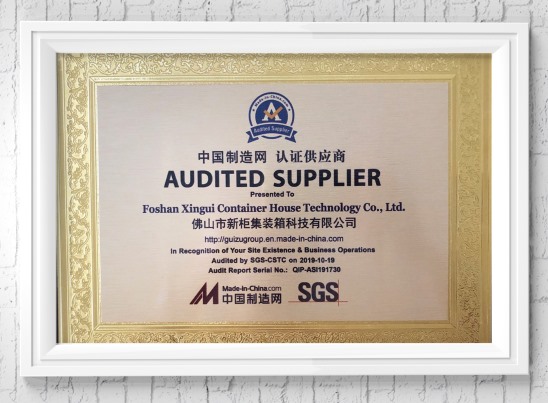 Made-in-China.com
Audited Supplier
中国制造网 认证供应商
AUDITED SUPPLIER
Presented To
Foshan Xingui Container House Technology Co., Ltd.
佛山市新柜集装箱科技有限公司
http://guizugroup.en.made-in-china.com
In Recognition of Your Site Existence & Business Operations
Audited by SGS-CSTC on 2019-10-19
Audit Report Serial No.: QIP-ASI191730
Made-in-China.com
中国制造网
SGS